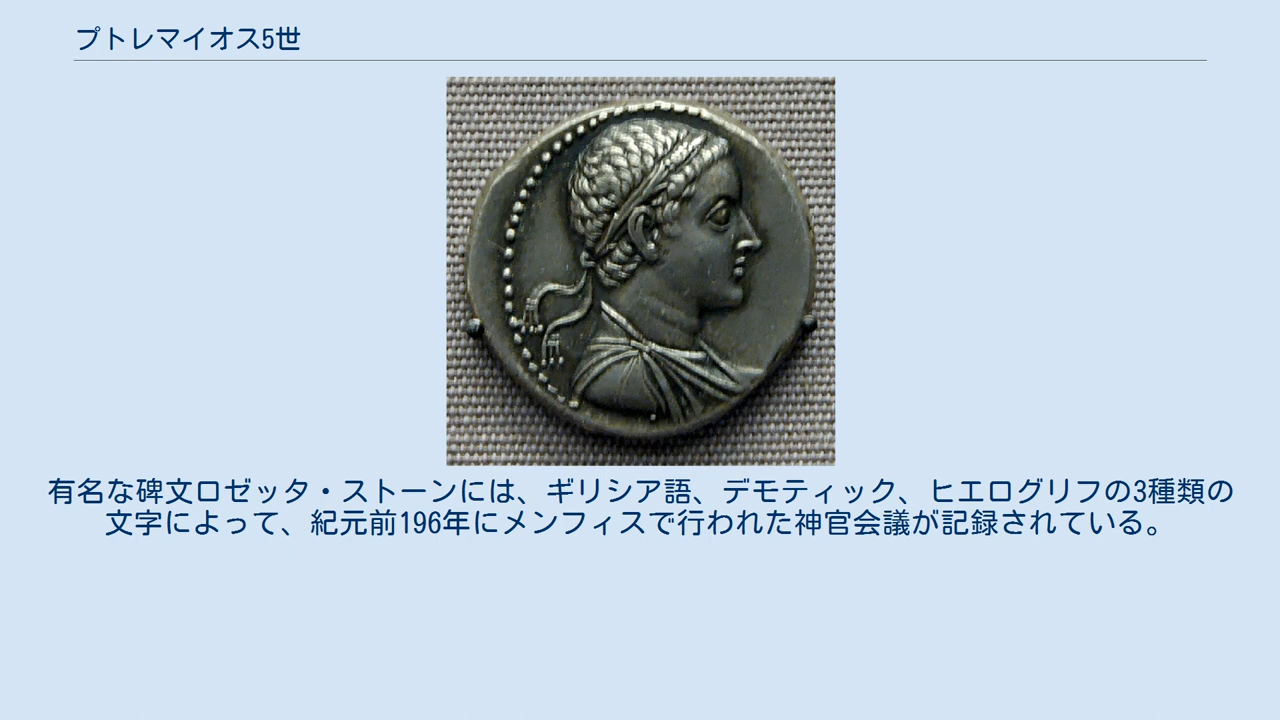 プトレマイオス5世
有名な碑文ロゼッタ・ストーンには、ギリシア語、デモティック、ヒエログリフの3種類の
文字によって、紀元前196年にメンフィスで行われた神官会議が記録されている。